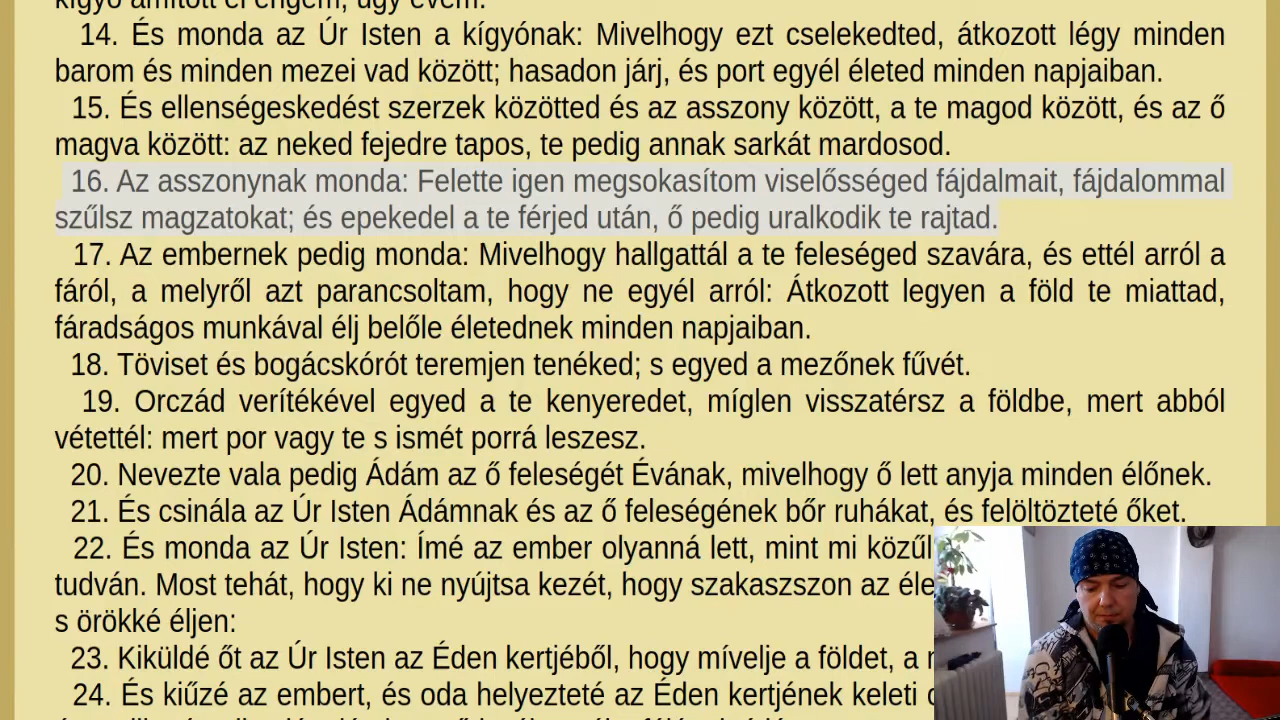 kígyó ámított el engem, úgy evém.
14. És monda az Úr Isten a kígyónak: Mivelhogy ezt cselekedted, átkozott légy minden
barom és minden mezei vad között; hasadon járj, és port egyél életed minden napjaiban.
15. És ellenségeskedést szerzek közötted és az asszony között, a te magod között, és az ő
magva között: az neked fejedre tapos, te pedig annak sarkát mardosod.
16. Az asszonynak monda: Felette igen megsokasítom viselősséged fájdalmait, fájdalommal
szűlsz magzatokat; és epekedel a te férjed után, ő pedig uralkodik te rajtad.
17. Az embernek pedig monda: Mivelhogy hallgattál a te feleséged szavára, és ettél arról a
fáról, a melyről azt parancsoltam, hogy ne egyél arról: Átkozott legyen a föld te miattad,
fáradságos munkával élj belőle életednek minden napjaiban.
18. Töviset és bogácskórót teremjen tenéked; s egyed a mezőnek fűvét.
19. Orczád verítékével egyed a te kenyeredet, míglen visszatérsz a földbe, mert abból
vétettél: mert por vagy te s ismét porrá leszesz.
20. Nevezte vala pedig Ádám az ő feleségét Évának, mivelhogy ő lett anyja minden élőnek.
21. És csinála az Úr Isten Ádámnak és az ő feleségének bőr ruhákat, és felöltözteté őket.
22. És monda az Úr Isten: Ímé az ember olyanná lett, mint mi közűl
tudván. Most tehát, hogy ki ne nyújtsa kezét, hogy szakaszszon az éle
s örökké éljen:
23. Kiküldé őt az Úr Isten az Éden kertjéből, hogy mívelje a földet, a
24. És kiűzé az embert, és oda helyezteté az Éden kertjének keleti